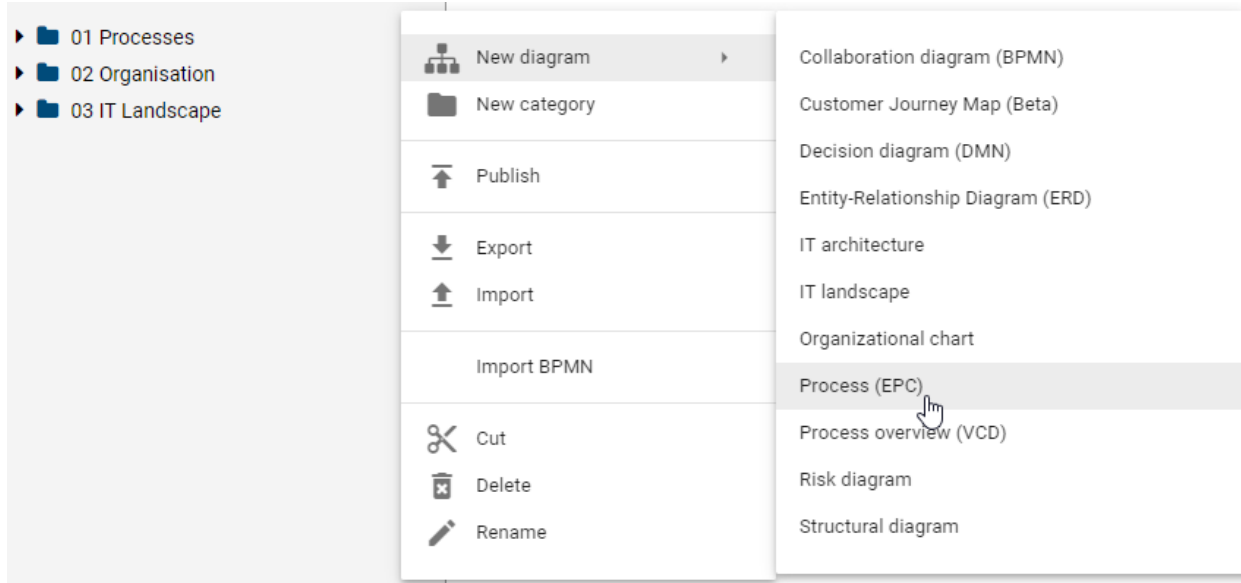 01 Processes
02 Organisation
03 IT Landscape
New diagram
New category
Publish
Export
Import
Import BPMN
Cut
Delete
Rename
Collaboration diagram (BPMN)
Customer Journey Map (Beta)
Decision diagram (DMN)
Entity-Relationship Diagram (ERD)
IT architecture
IT landscape
Organizational chart
Process (EPC)
Process overview (VCD)
Risk diagram
Structural diagram